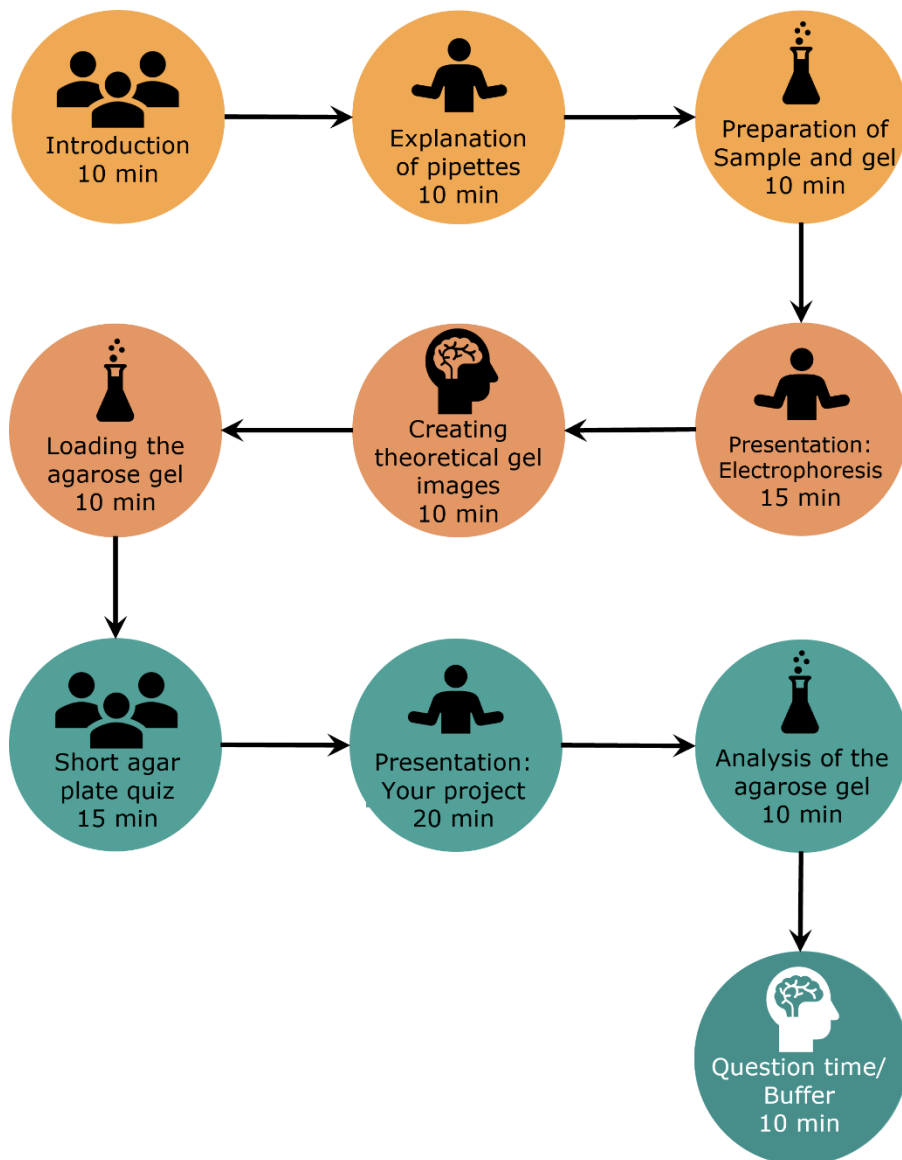 Introduction
10 min
Explanation
of pipettes
10 min
Preparation of
Sample and gel
10 min
Presentation:
Electrophoresis
15 min
Creating
theoretical gel
images
10 min
Loading the
agarose gel
10 min
Short agar
plate quiz
15 min
Presentation:
Your project
20 min
Analysis of the
agarose gel
10 min
Question time/
Buffer
10 min